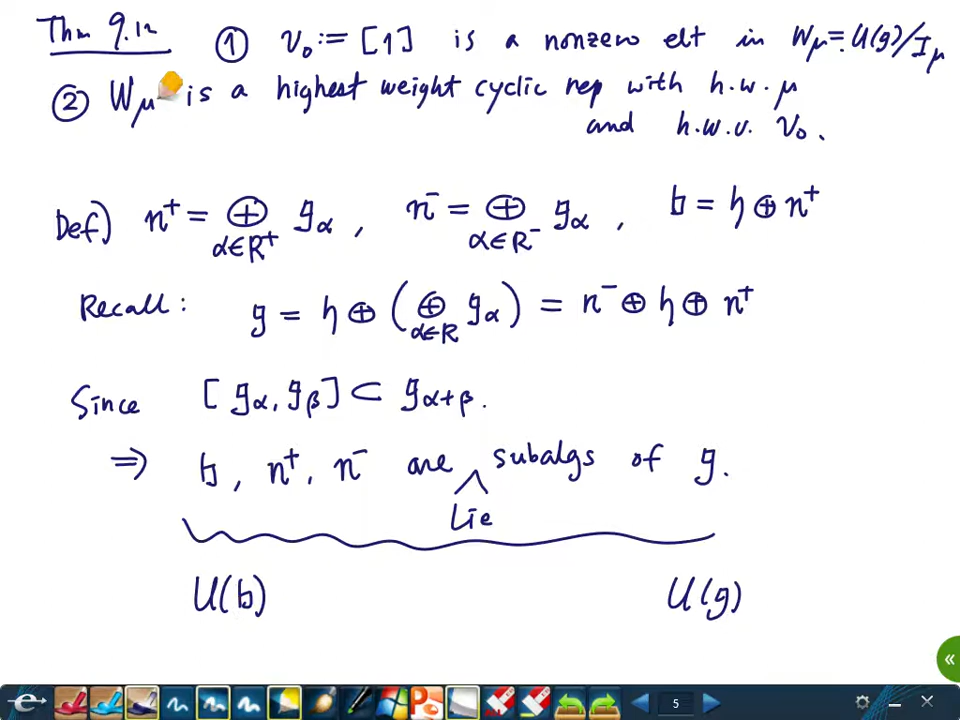 Thm 9.12 ① v₀ := [1] is a nonzero elt in W_μ = U(g)/I_μ
② W_μ is a highest weight cyclic rep with h.w. μ
and h.w.v. v₀.
Def) n⁺ = ⊕_{α∈R⁺} g_α , n⁻ = ⊕_{α∈R⁻} g_α , b = h ⊕ n⁺
Recall : g = h ⊕ (⊕_{α∈R} g_α) = n⁻ ⊕ h ⊕ n⁺
Since [g_α, g_β] ⊂ g_{α+β}.
⇒ b, n⁺, n⁻ are ^ subalgs of g.
Lie
U(b) U(g)
5